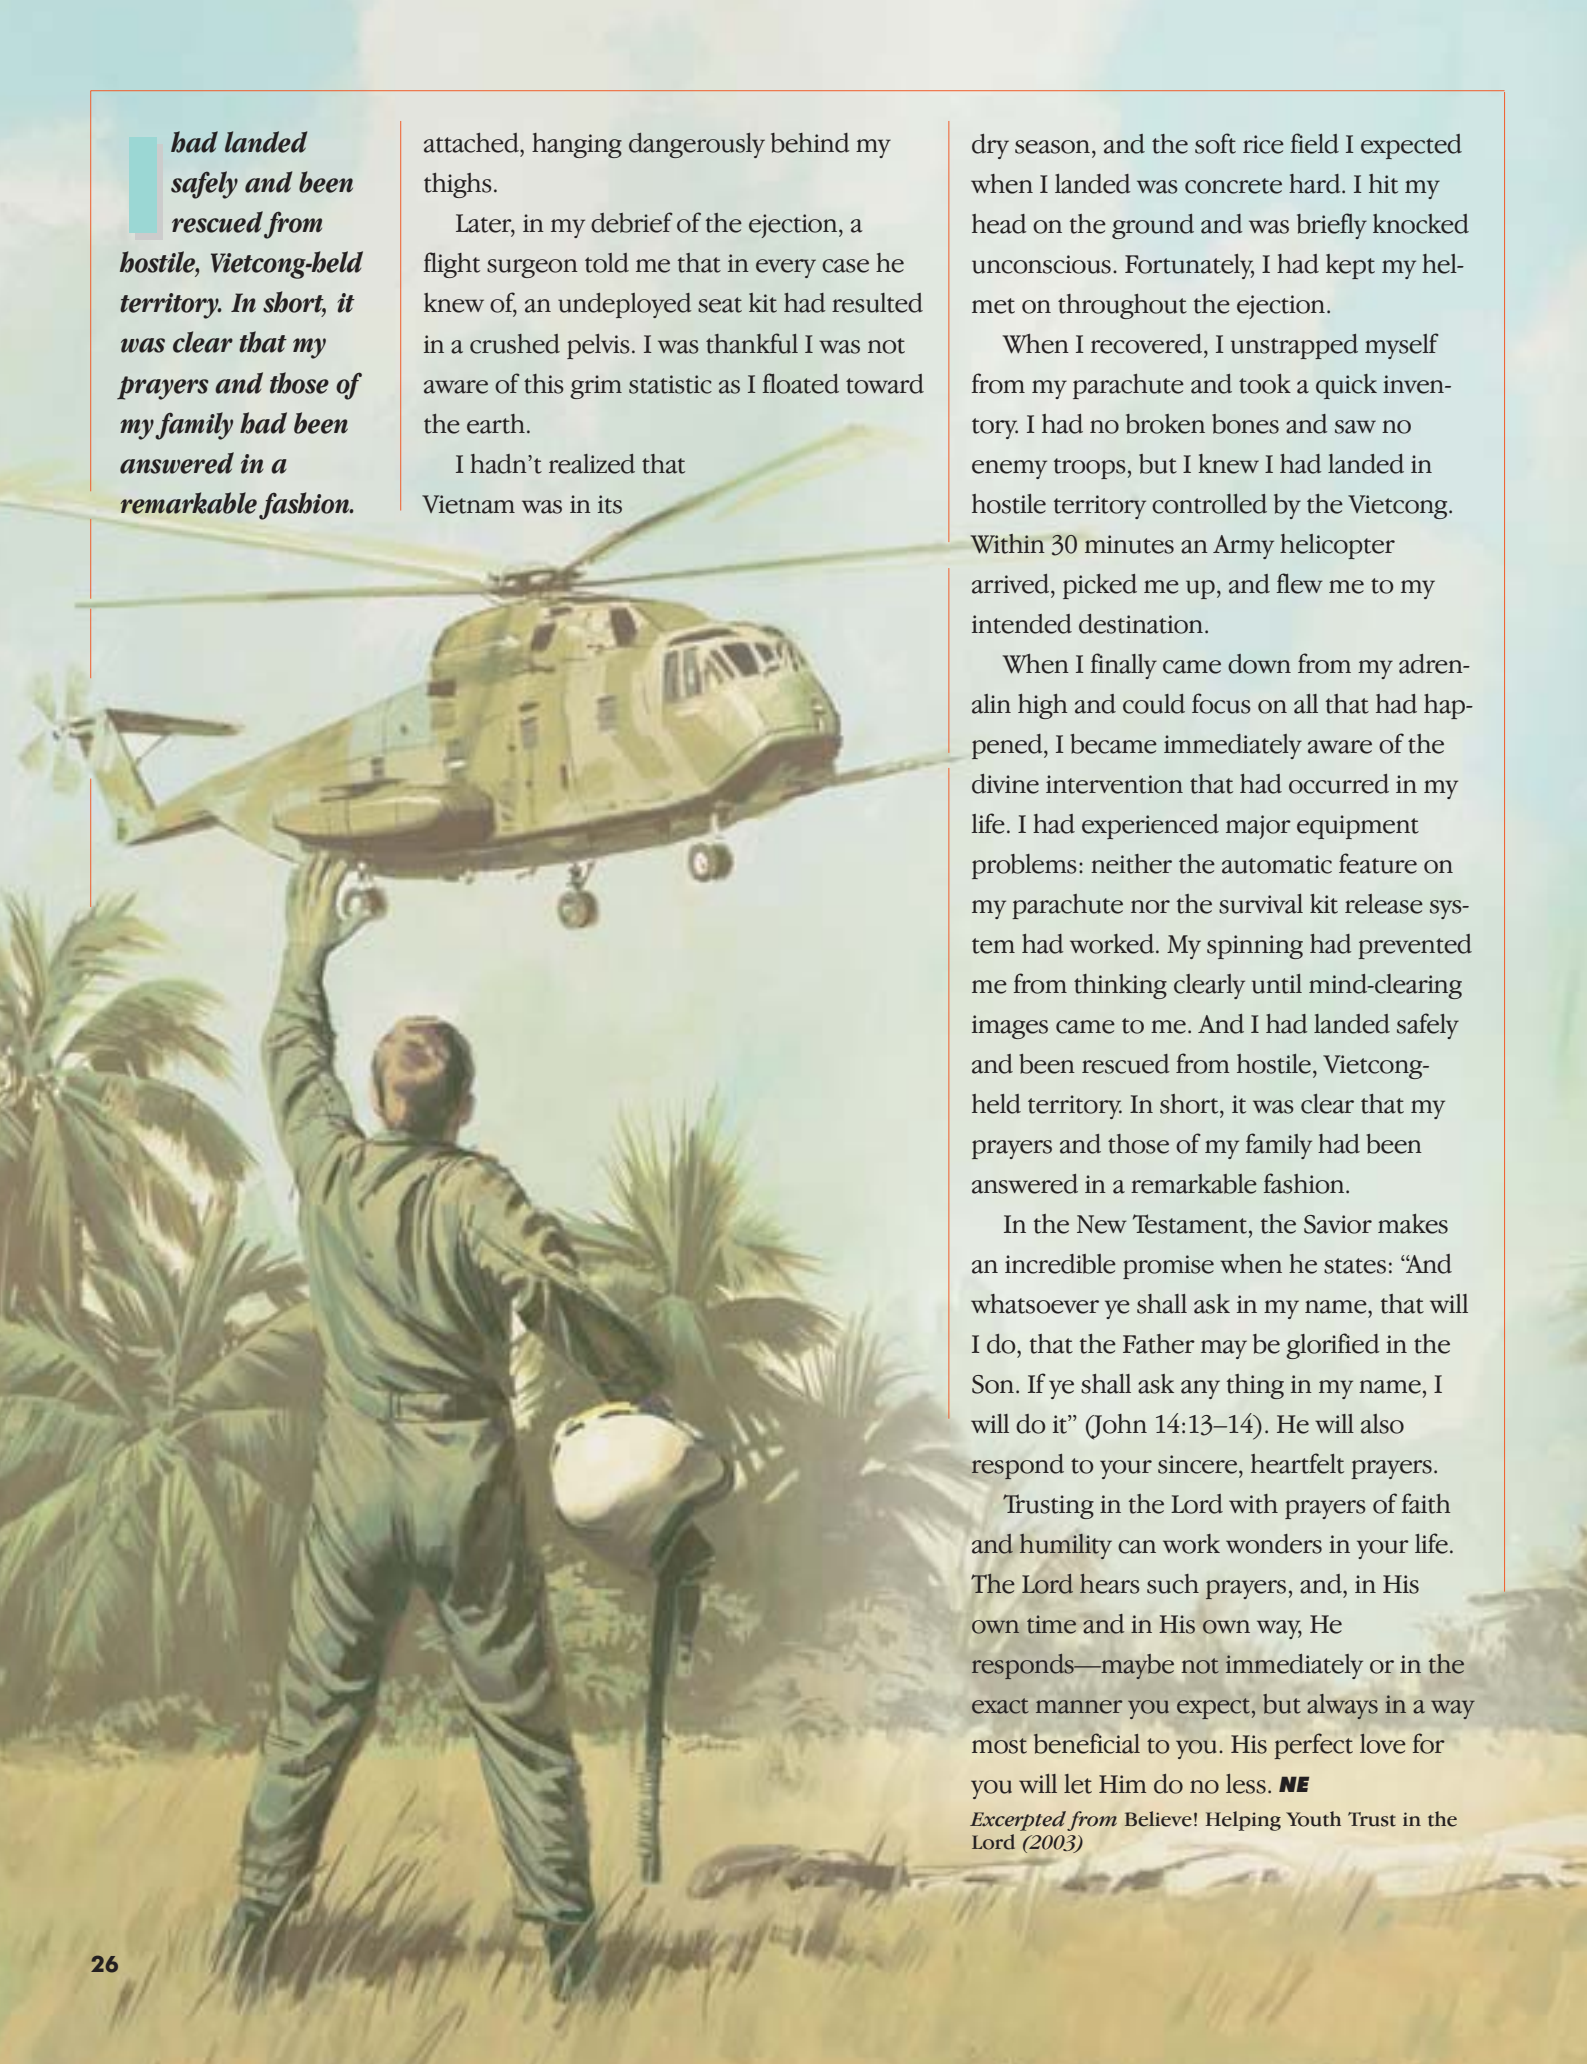 I had landed
safely and been
rescued from
hostile, Vietcong-held
territory. In short, it
was clear that my
prayers and those of
my family had been
answered in a
remarkable fashion.
attached, hanging dangerously behind my
thighs.
Later, in my debrief of the ejection, a
flight surgeon told me that in every case he
knew of, an undeployed seat kit had resulted
in a crushed pelvis. I was thankful I was not
aware of this grim statistic as I floated toward
the earth.
I hadn’t realized that
Vietnam was in its
dry season, and the soft rice field I expected
when I landed was concrete hard. I hit my
head on the ground and was briefly knocked
unconscious. Fortunately, I had kept my hel-
met on throughout the ejection.
When I recovered, I unstrapped myself
from my parachute and took a quick inven-
tory. I had no broken bones and saw no
enemy troops, but I knew I had landed in
hostile territory controlled by the Vietcong.
Within 30 minutes an Army helicopter
arrived, picked me up, and flew me to my
intended destination.
When I finally came down from my adren-
alin high and could focus on all that had hap-
pened, I became immediately aware of the
divine intervention that had occurred in my
life. I had experienced major equipment
problems: neither the automatic feature on
my parachute nor the survival kit release sys-
tem had worked. My spinning had prevented
me from thinking clearly until mind-clearing
images came to me. And I had landed safely
and been rescued from hostile, Vietcong-
held territory. In short, it was clear that my
prayers and those of my family had been
answered in a remarkable fashion.
In the New Testament, the Savior makes
an incredible promise when he states: “And
whatsoever ye shall ask in my name, that will
I do, that the Father may be glorified in the
Son. If ye shall ask any thing in my name, I
will do it” (John 14:13–14). He will also
respond to your sincere, heartfelt prayers.
Trusting in the Lord with prayers of faith
and humility can work wonders in your life.
The Lord hears such prayers, and, in His
own time and in His own way, He
responds—maybe not immediately or in the
exact manner you expect, but always in a way
most beneficial to you. His perfect love for
you will let Him do no less. NE
Excerpted from Believe! Helping Youth Trust in the
Lord (2003)
26